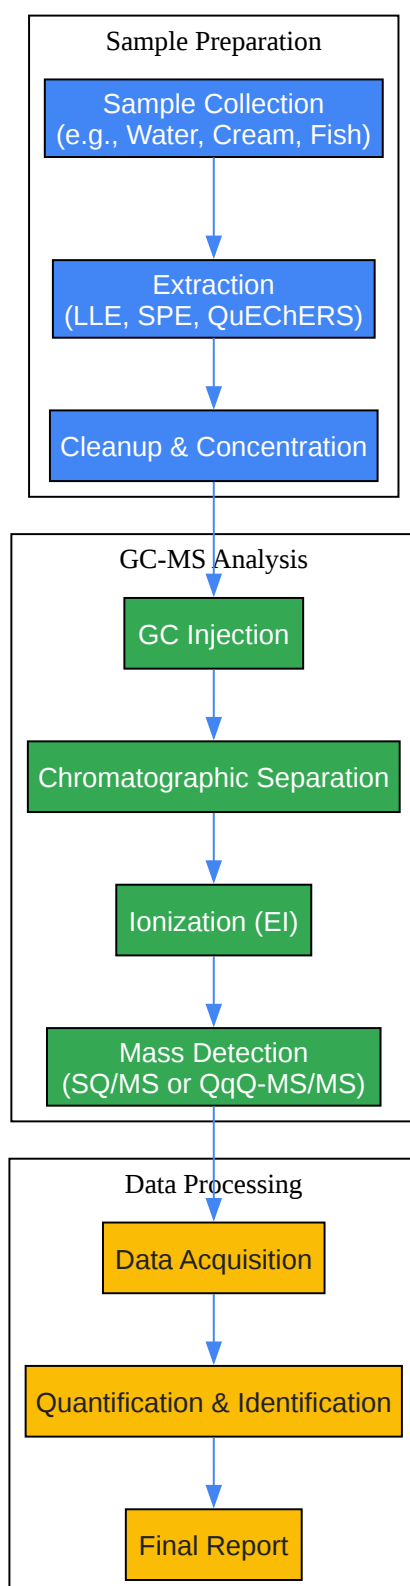 Sample Preparation
Sample Collection
(e.g., Water, Cream, Fish)
Extraction
(LLE, SPE, QuEChERS)
Cleanup & Concentration
GC-MS Analysis
GC Injection
Chromatographic Separation
Ionization (EI)
Mass Detection
(SQ/MS or QqQ-MS/MS)
Data Processing
Data Acquisition
Quantification & Identification
Final Report